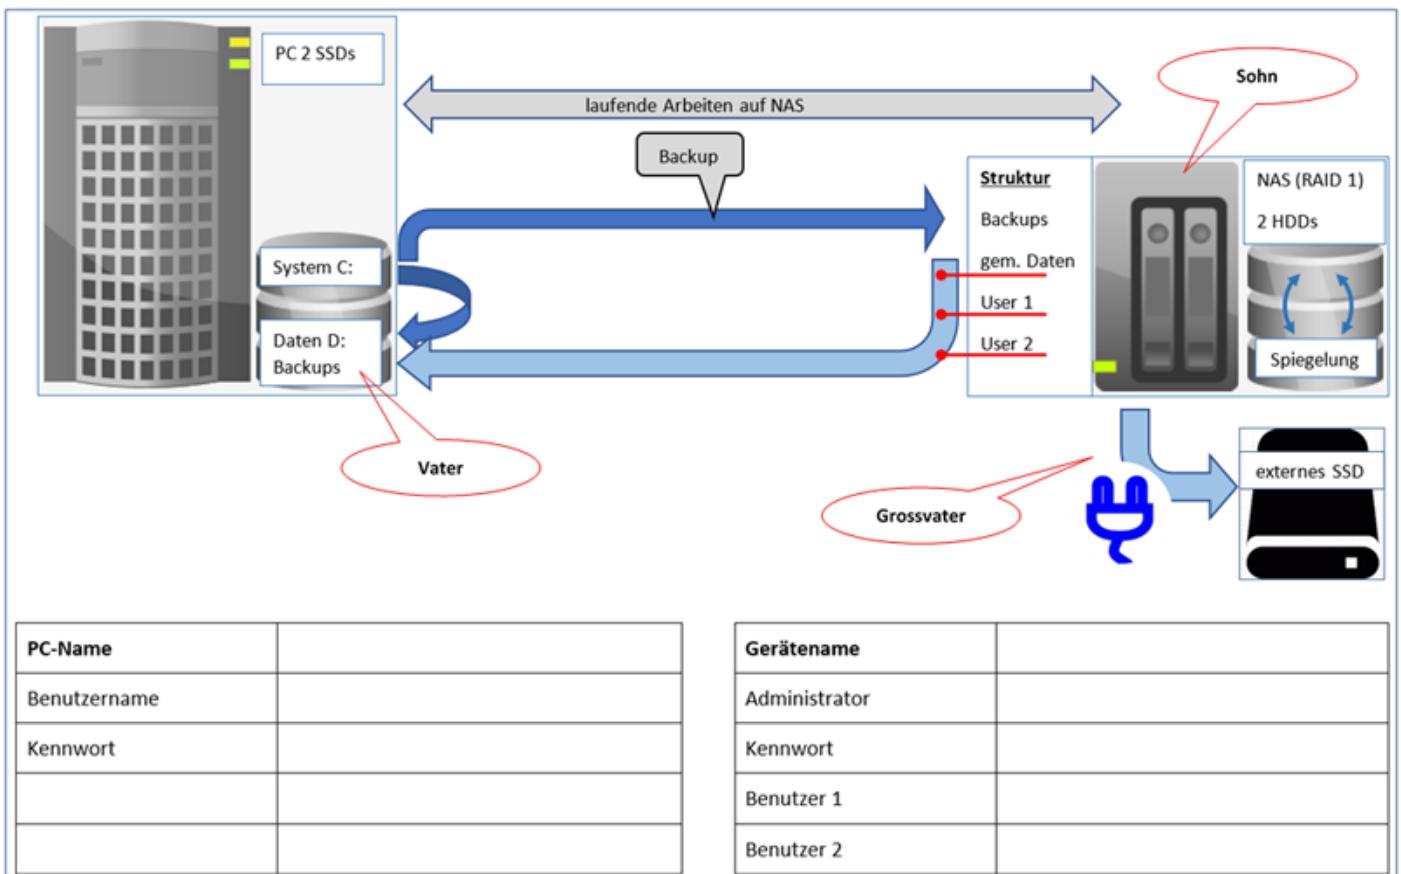 PC 2 SSDs
laufende Arbeiten auf NAS
Sohn
Backup
Struktur
Backups
gem. Daten
User 1
User 2
NAS (RAID 1)
2 HDDs
Spiegelung
System C:
Daten D:
Backups
Vater
Grossvater
externes SSD
PC-Name
Benutzername
Kennwort
Gerätename
Administrator
Kennwort
Benutzer 1
Benutzer 2